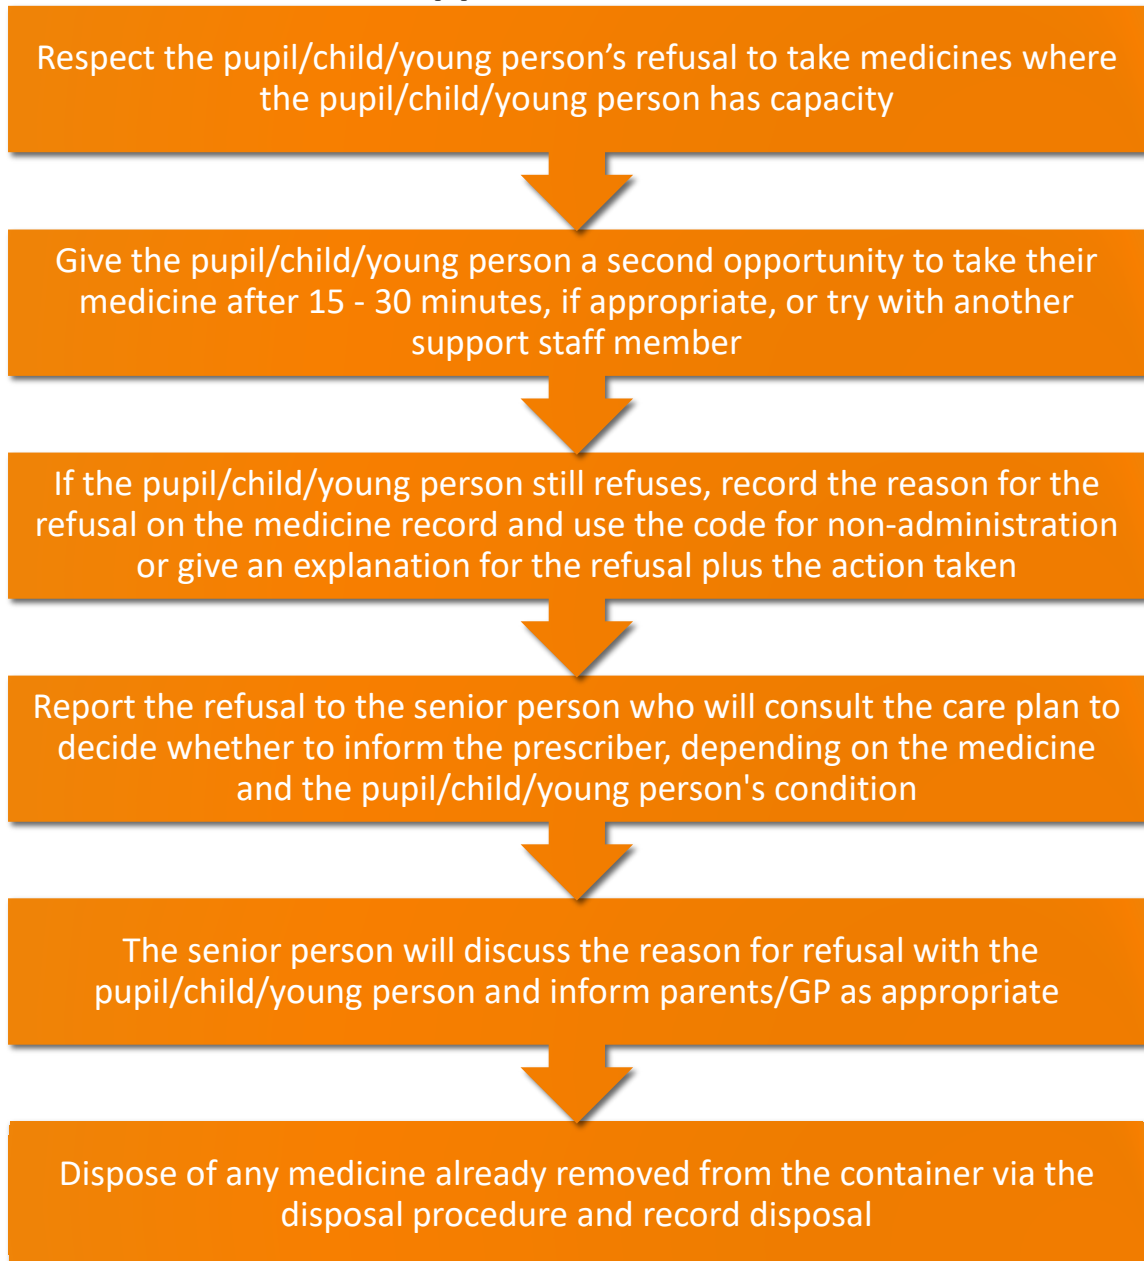 Respect the pupil/child/young person’s refusal to take medicines where
the pupil/child/young person has capacity
Give the pupil/child/young person a second opportunity to take their
medicine after 15 - 30 minutes, if appropriate, or try with another
support staff member
If the pupil/child/young person still refuses, record the reason for the
refusal on the medicine record and use the code for non-administration
or give an explanation for the refusal plus the action taken
Report the refusal to the senior person who will consult the care plan to
decide whether to inform the prescriber, depending on the medicine
and the pupil/child/young person's condition
The senior person will discuss the reason for refusal with the
pupil/child/young person and inform parents/GP as appropriate
Dispose of any medicine already removed from the container via the
disposal procedure and record disposal